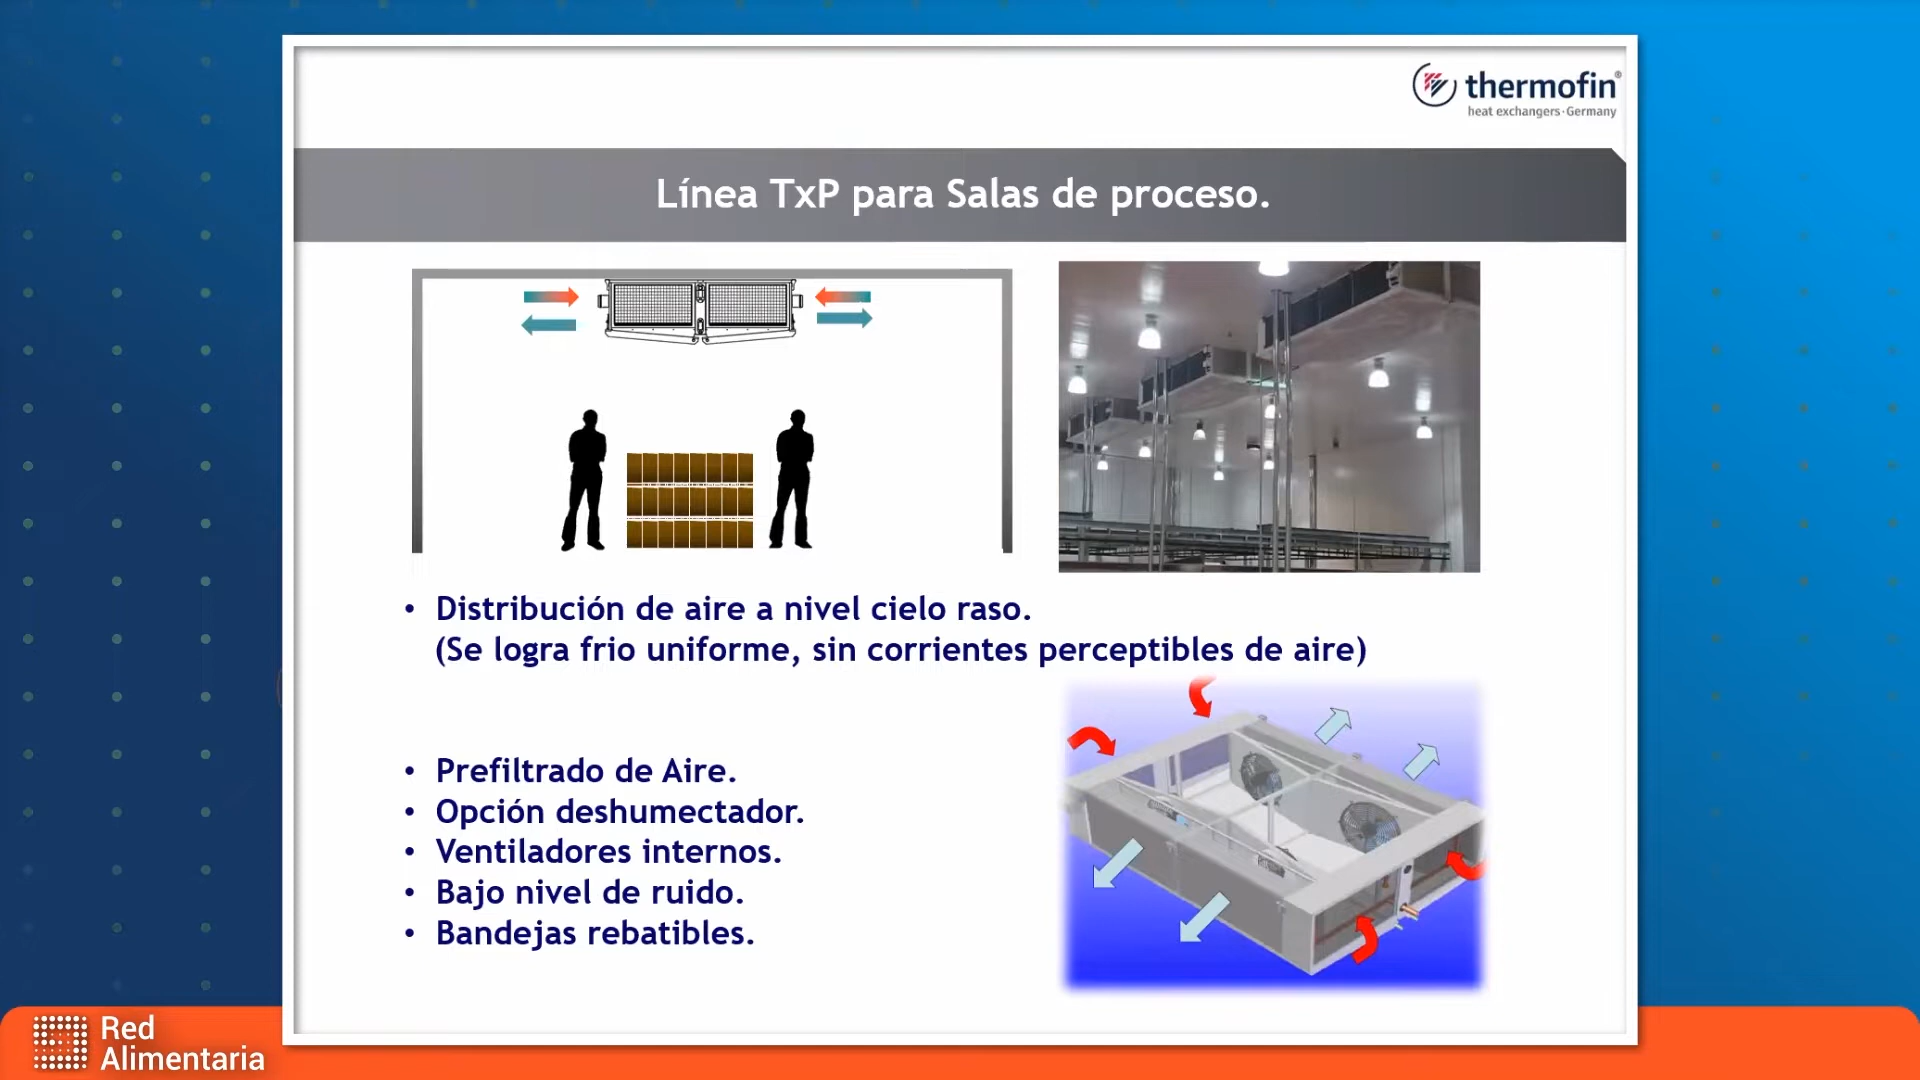 thermofin®
heat exchangers·Germany
Línea TxP para Salas de proceso.
• Distribución de aire a nivel cielo raso.
(Se logra frio uniforme, sin corrientes perceptibles de aire)
• Prefiltrado de Aire.
• Opción deshumectador.
• Ventiladores internos.
• Bajo nivel de ruido.
• Bandejas rebatibles.
Red
Alimentaria